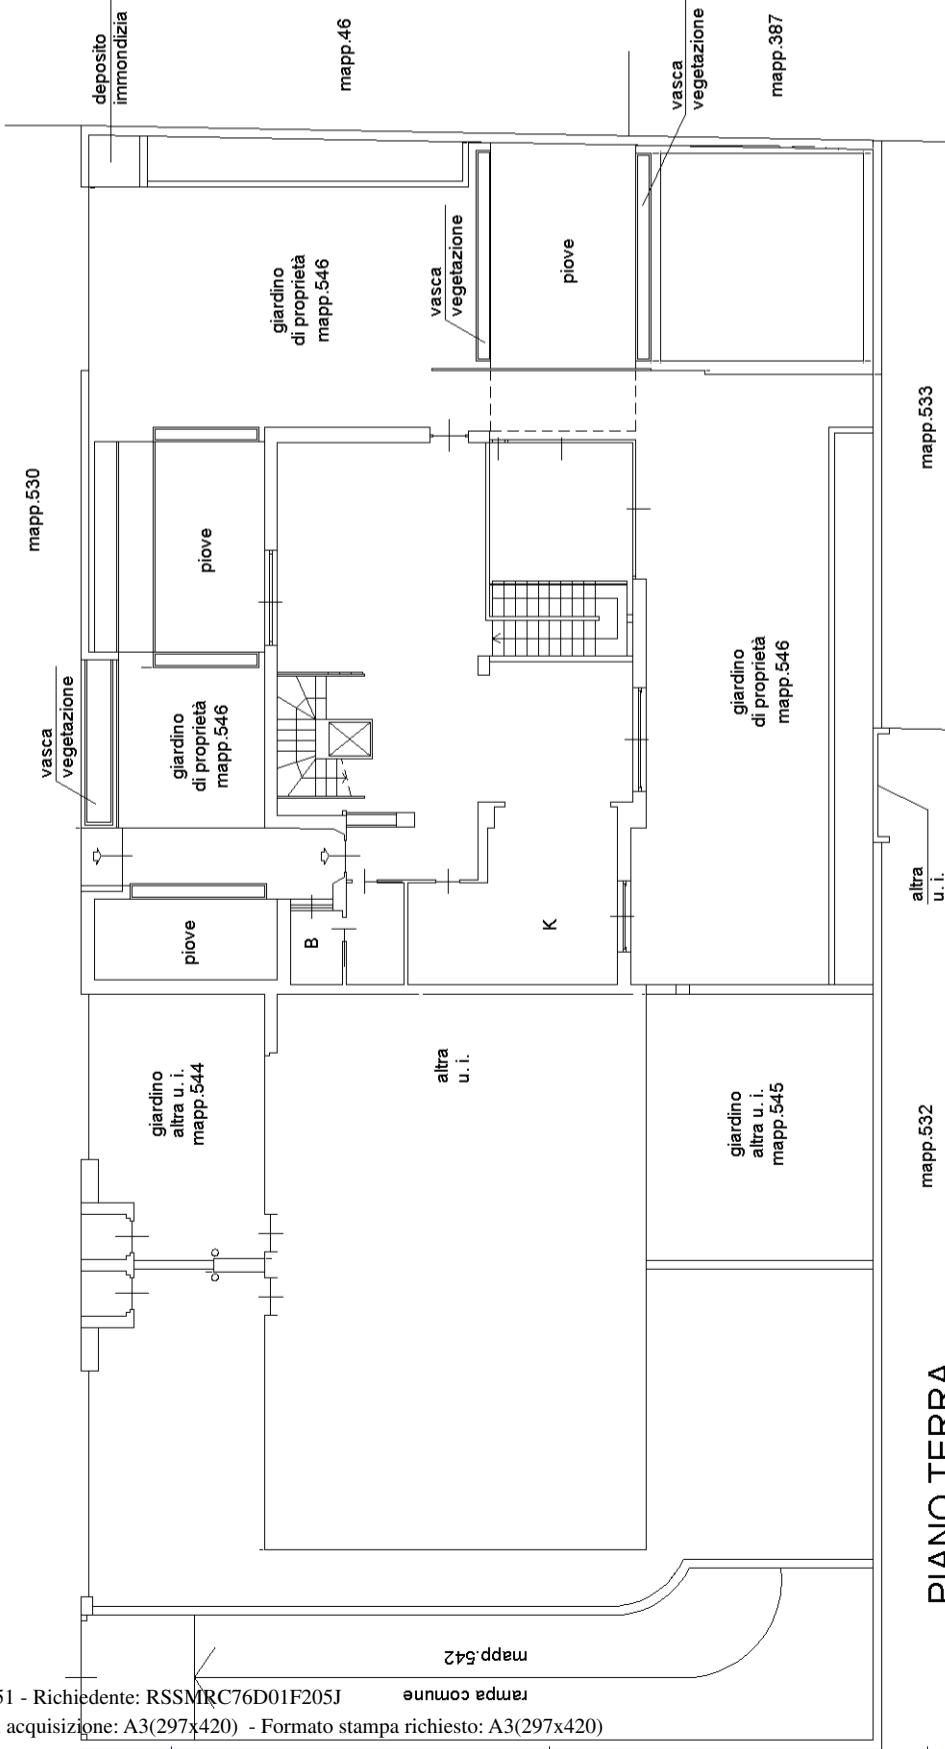 deposito
immondizia
mapp.46
vasca
vegetazione
mapp.387
mapp.530
giardino
di proprietà
mapp.546
vasca
vegetazione
piove
mapp.533
piove
vasca
vegetazione
giardino
di proprietà
mapp.546
giardino
di proprietà
mapp.546
altra
u. i.
piove
B
K
giardino
altra u. i.
mapp.544
altra
u. i.
giardino
altra u. i.
mapp.545
mapp.532
PIANO TERRA
mapp.542
rampa comune
51 - Richiedente: RSSMRC76D01F205J
acquisizione: A3(297x420) - Formato stampa richiesto: A3(297x420)